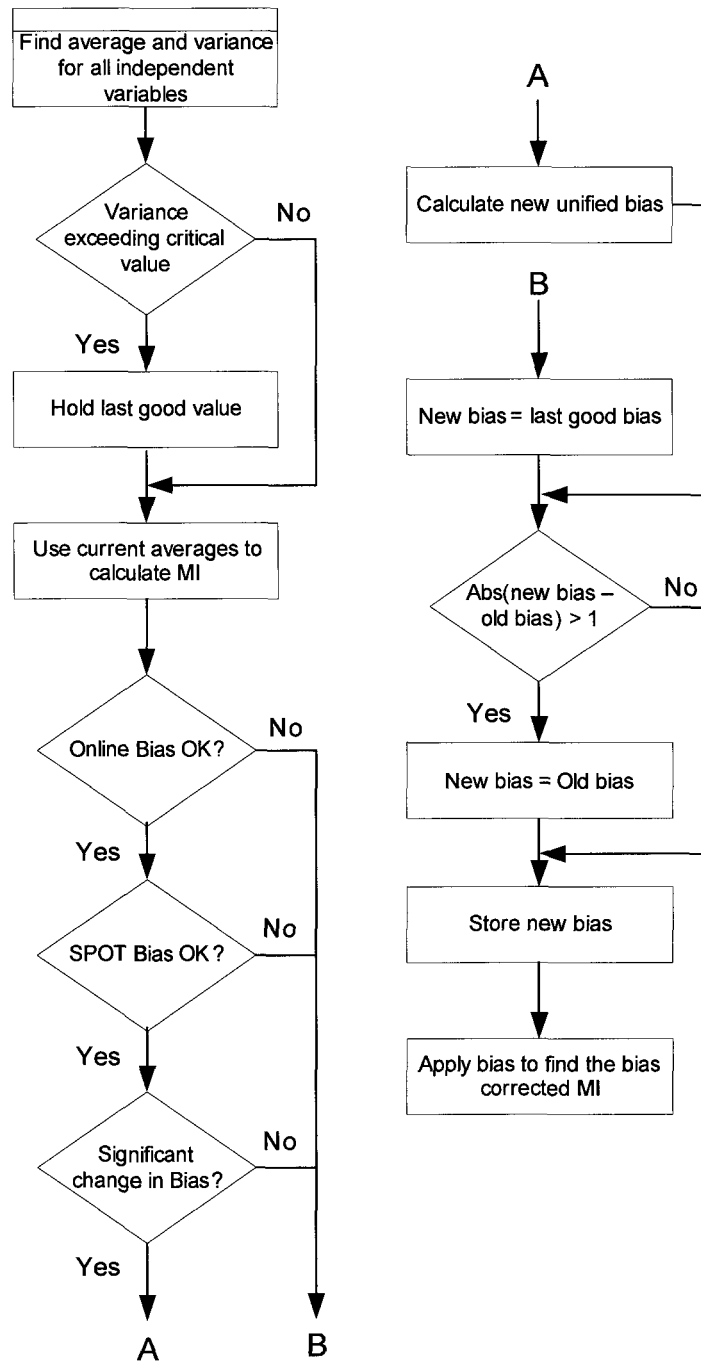 Find average and variance
for all independent
variables
Variance
exceeding critical
value
No
Yes
Hold last good value
Use current averages to
calculate MI
Online Bias OK?
No
Yes
SPOT Bias OK?
No
Yes
Significant
change in Bias?
No
Yes
A
B
A
Calculate new unified bias
B
New bias = last good bias
Abs(new bias –
old bias) > 1
No
Yes
New bias = Old bias
Store new bias
Apply bias to find the bias
corrected MI